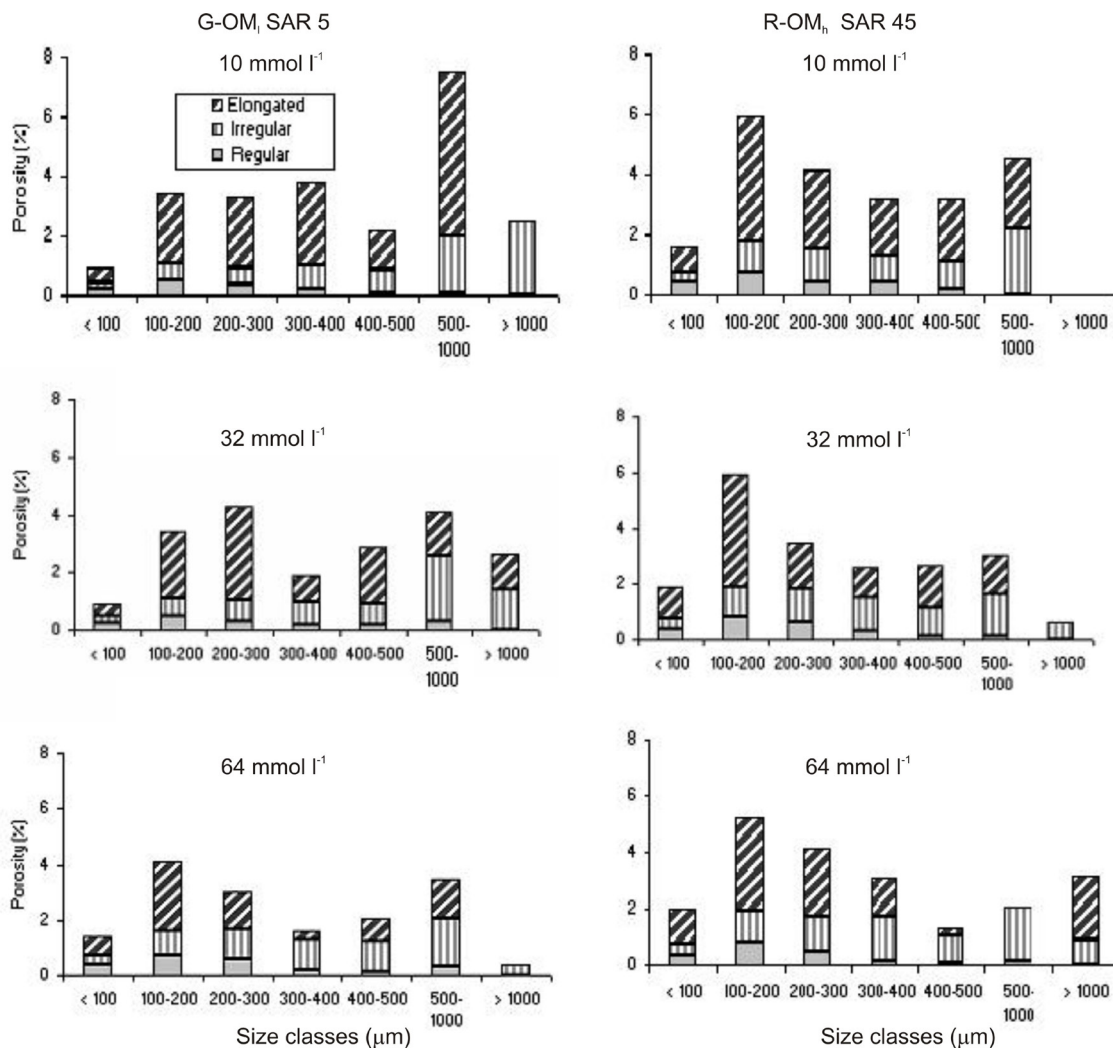 G-OMₗ SAR 5
10 mmol l⁻¹
Porosity (%)
8
6
4
2
0
Elongated
Irregular
Regular
< 100 100-200 200-300 300-400 400-500 500-1000 > 1000
R-OMₕ SAR 45
10 mmol l⁻¹
8
6
4
2
0
< 100 100-200 200-300 300-400 400-500 500-1000 > 1000
32 mmol l⁻¹
Porosity (%)
8
6
4
2
0
< 100 100-200 200-300 300-400 400-500 500-1000 > 1000
32 mmol l⁻¹
8
6
4
2
0
< 100 100-200 200-300 300-400 400-500 500-1000 > 1000
64 mmol l⁻¹
Porosity (%)
8
6
4
2
0
< 100 100-200 200-300 300-400 400-500 500-1000 > 1000
Size classes (μm)
64 mmol l⁻¹
8
6
4
2
0
< 100 100-200 200-300 300-400 400-500 500-1000 > 1000
Size classes (μm)